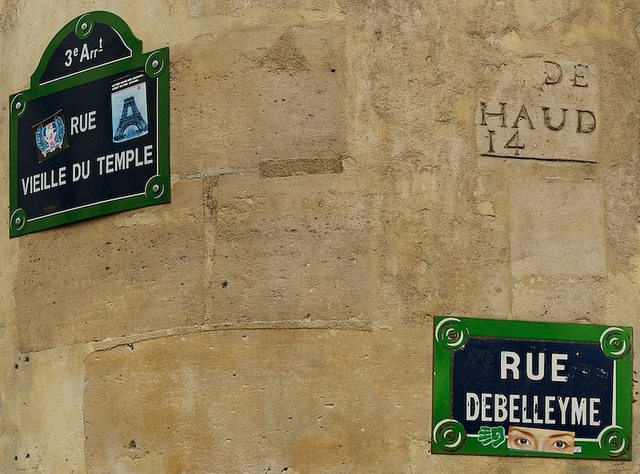 3e Arrt
RUE
VIEILLE DU TEMPLE
DE
HAUD
14
RUE
DEBELLEYME